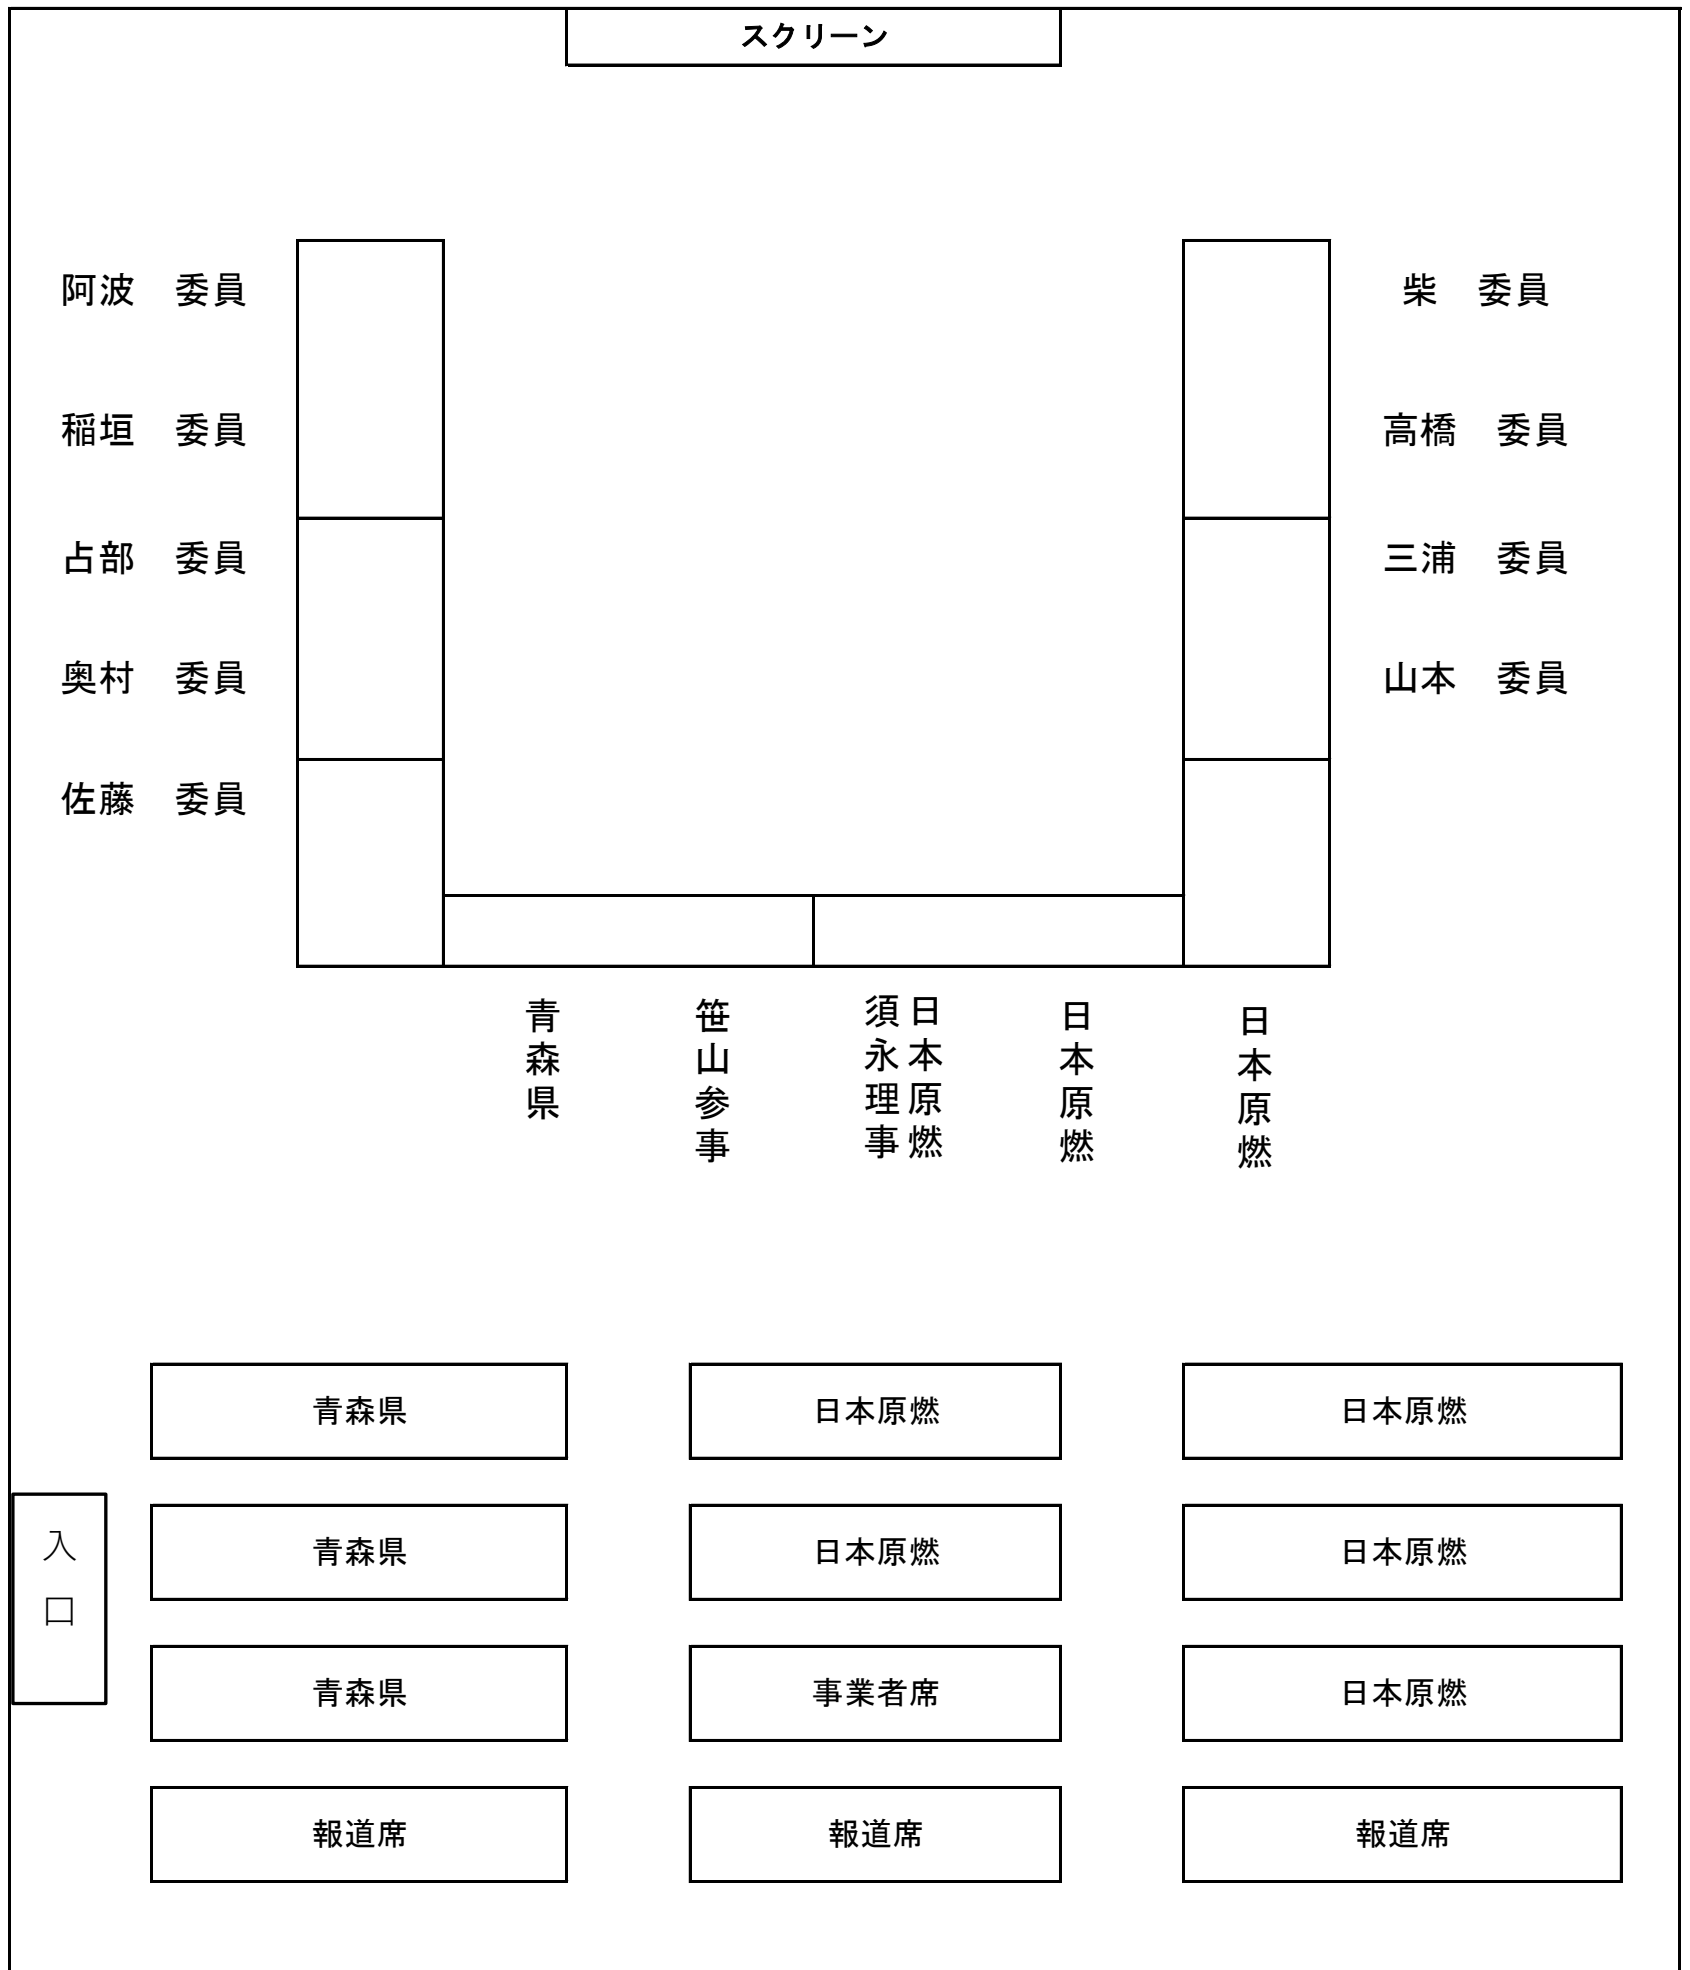 スクリーン
阿波　委員
柴　委員
稲垣　委員
高橋　委員
占部　委員
三浦　委員
奥村　委員
山本　委員
佐藤　委員
青森県
笹山参事
日本原燃
須永理事
日本原燃
日本原燃
青森県
日本原燃
日本原燃
入口
青森県
日本原燃
日本原燃
青森県
事業者席
日本原燃
報道席
報道席
報道席